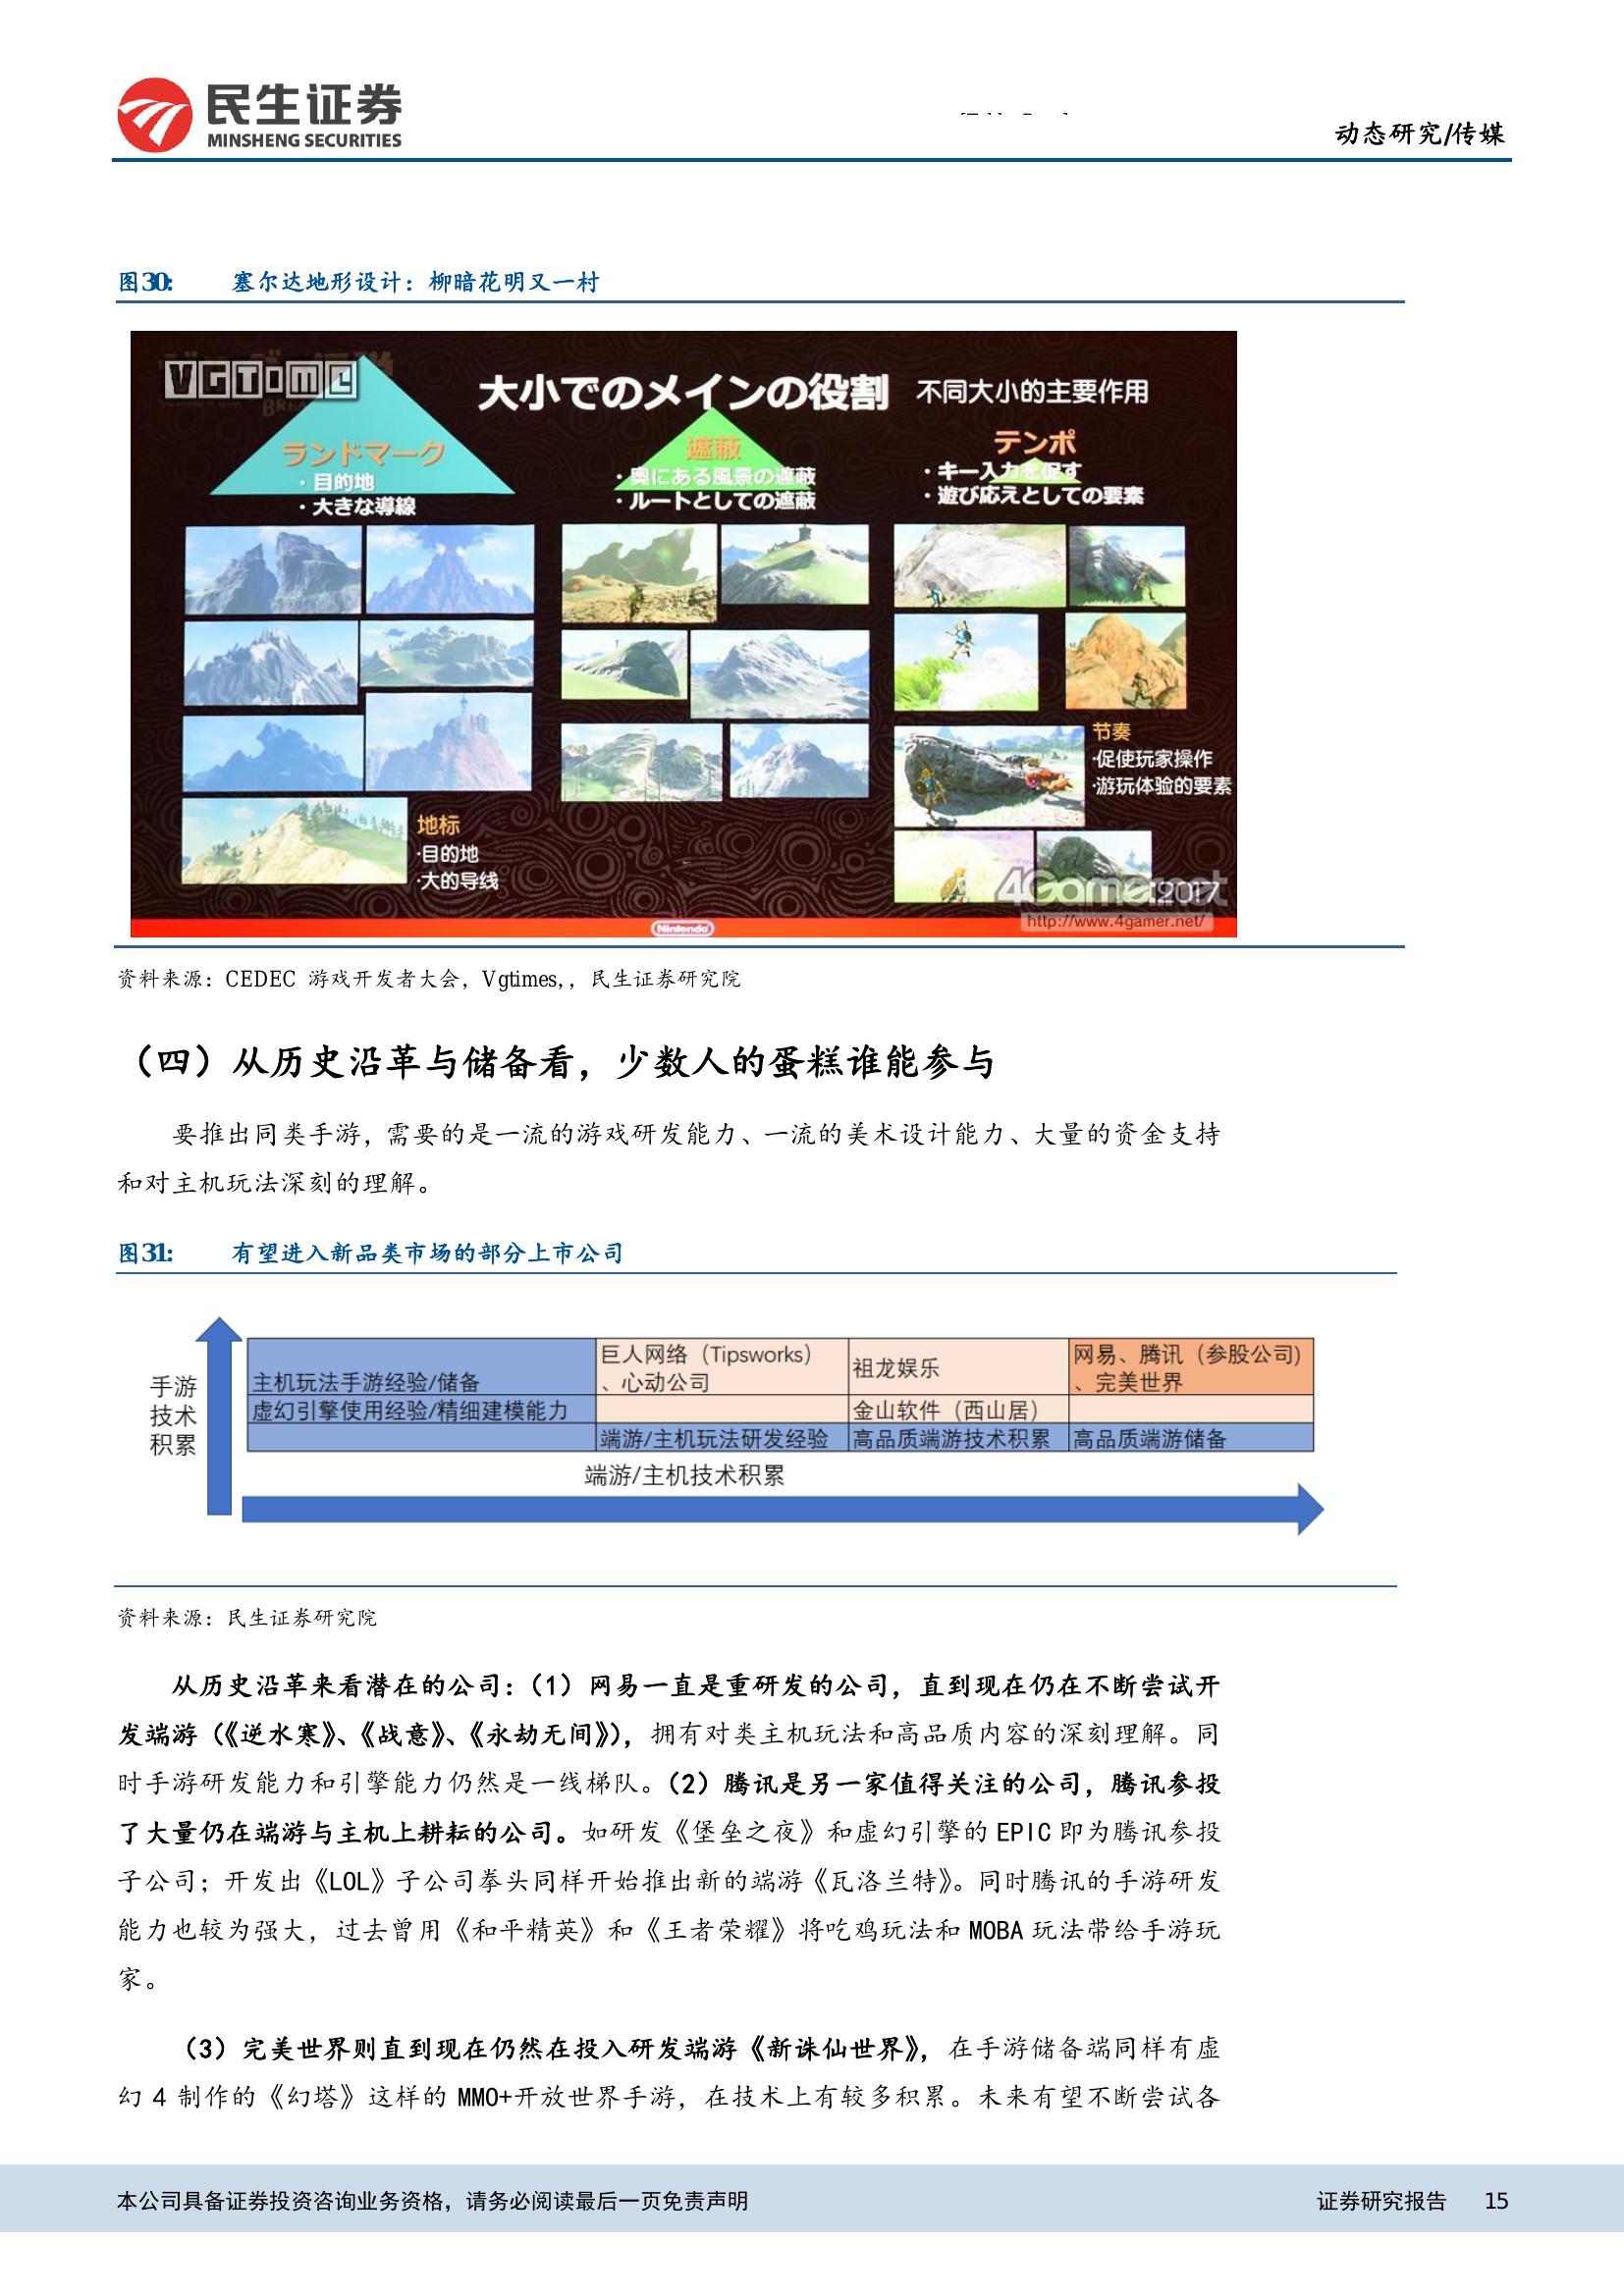 民生证券
MINSHENG SECURITIES
动态研究/传媒
图30: 塞尔达地形设计：柳暗花明又一村
VGTIME
大小でのメインの役割 不同大小的主要作用
ランドマーク
・目的地
・大きな導線
遮蔽
・奥にある風景の遮蔽
・ルートとしての遮蔽
テンポ
・キー入力を促す
・遊び応えとしての要素
节奏
·促使玩家操作
·游玩体验的要素
地标
·目的地
·大的导线
4Gamer.net
2017
http://www.4gamer.net/
Nintendo
资料来源：CEDEC 游戏开发者大会，Vgtimes,，民生证券研究院
（四）从历史沿革与储备看，少数人的蛋糕谁能参与
要推出同类手游，需要的是一流的游戏研发能力、一流的美术设计能力、大量的资金支持
和对主机玩法深刻的理解。
图31: 有望进入新品类市场的部分上市公司
手游
技术
积累
主机玩法手游经验/储备
巨人网络（Tipsworks）
、心动公司
祖龙娱乐
网易、腾讯（参股公司)
、完美世界
虚幻引擎使用经验/精细建模能力
金山软件（西山居）
端游/主机玩法研发经验
高品质端游技术积累
高品质端游储备
端游/主机技术积累
资料来源：民生证券研究院
从历史沿革来看潜在的公司：（1）网易一直是重研发的公司，直到现在仍在不断尝试开
发端游（《逆水寒》、《战意》、《永劫无间》），拥有对类主机玩法和高品质内容的深刻理解。同
时手游研发能力和引擎能力仍然是一线梯队。（2）腾讯是另一家值得关注的公司，腾讯参投
了大量仍在端游与主机上耕耘的公司。如研发《堡垒之夜》和虚幻引擎的 EPIC 即为腾讯参投
子公司；开发出《LOL》子公司拳头同样开始推出新的端游《瓦洛兰特》。同时腾讯的手游研发
能力也较为强大，过去曾用《和平精英》和《王者荣耀》将吃鸡玩法和 MOBA 玩法带给手游玩
家。
（3）完美世界则直到现在仍然在投入研发端游《新诛仙世界》，在手游储备端同样有虚
幻 4 制作的《幻塔》这样的 MMO+开放世界手游，在技术上有较多积累。未来有望不断尝试各
本公司具备证券投资咨询业务资格，请务必阅读最后一页免责声明
证券研究报告 15